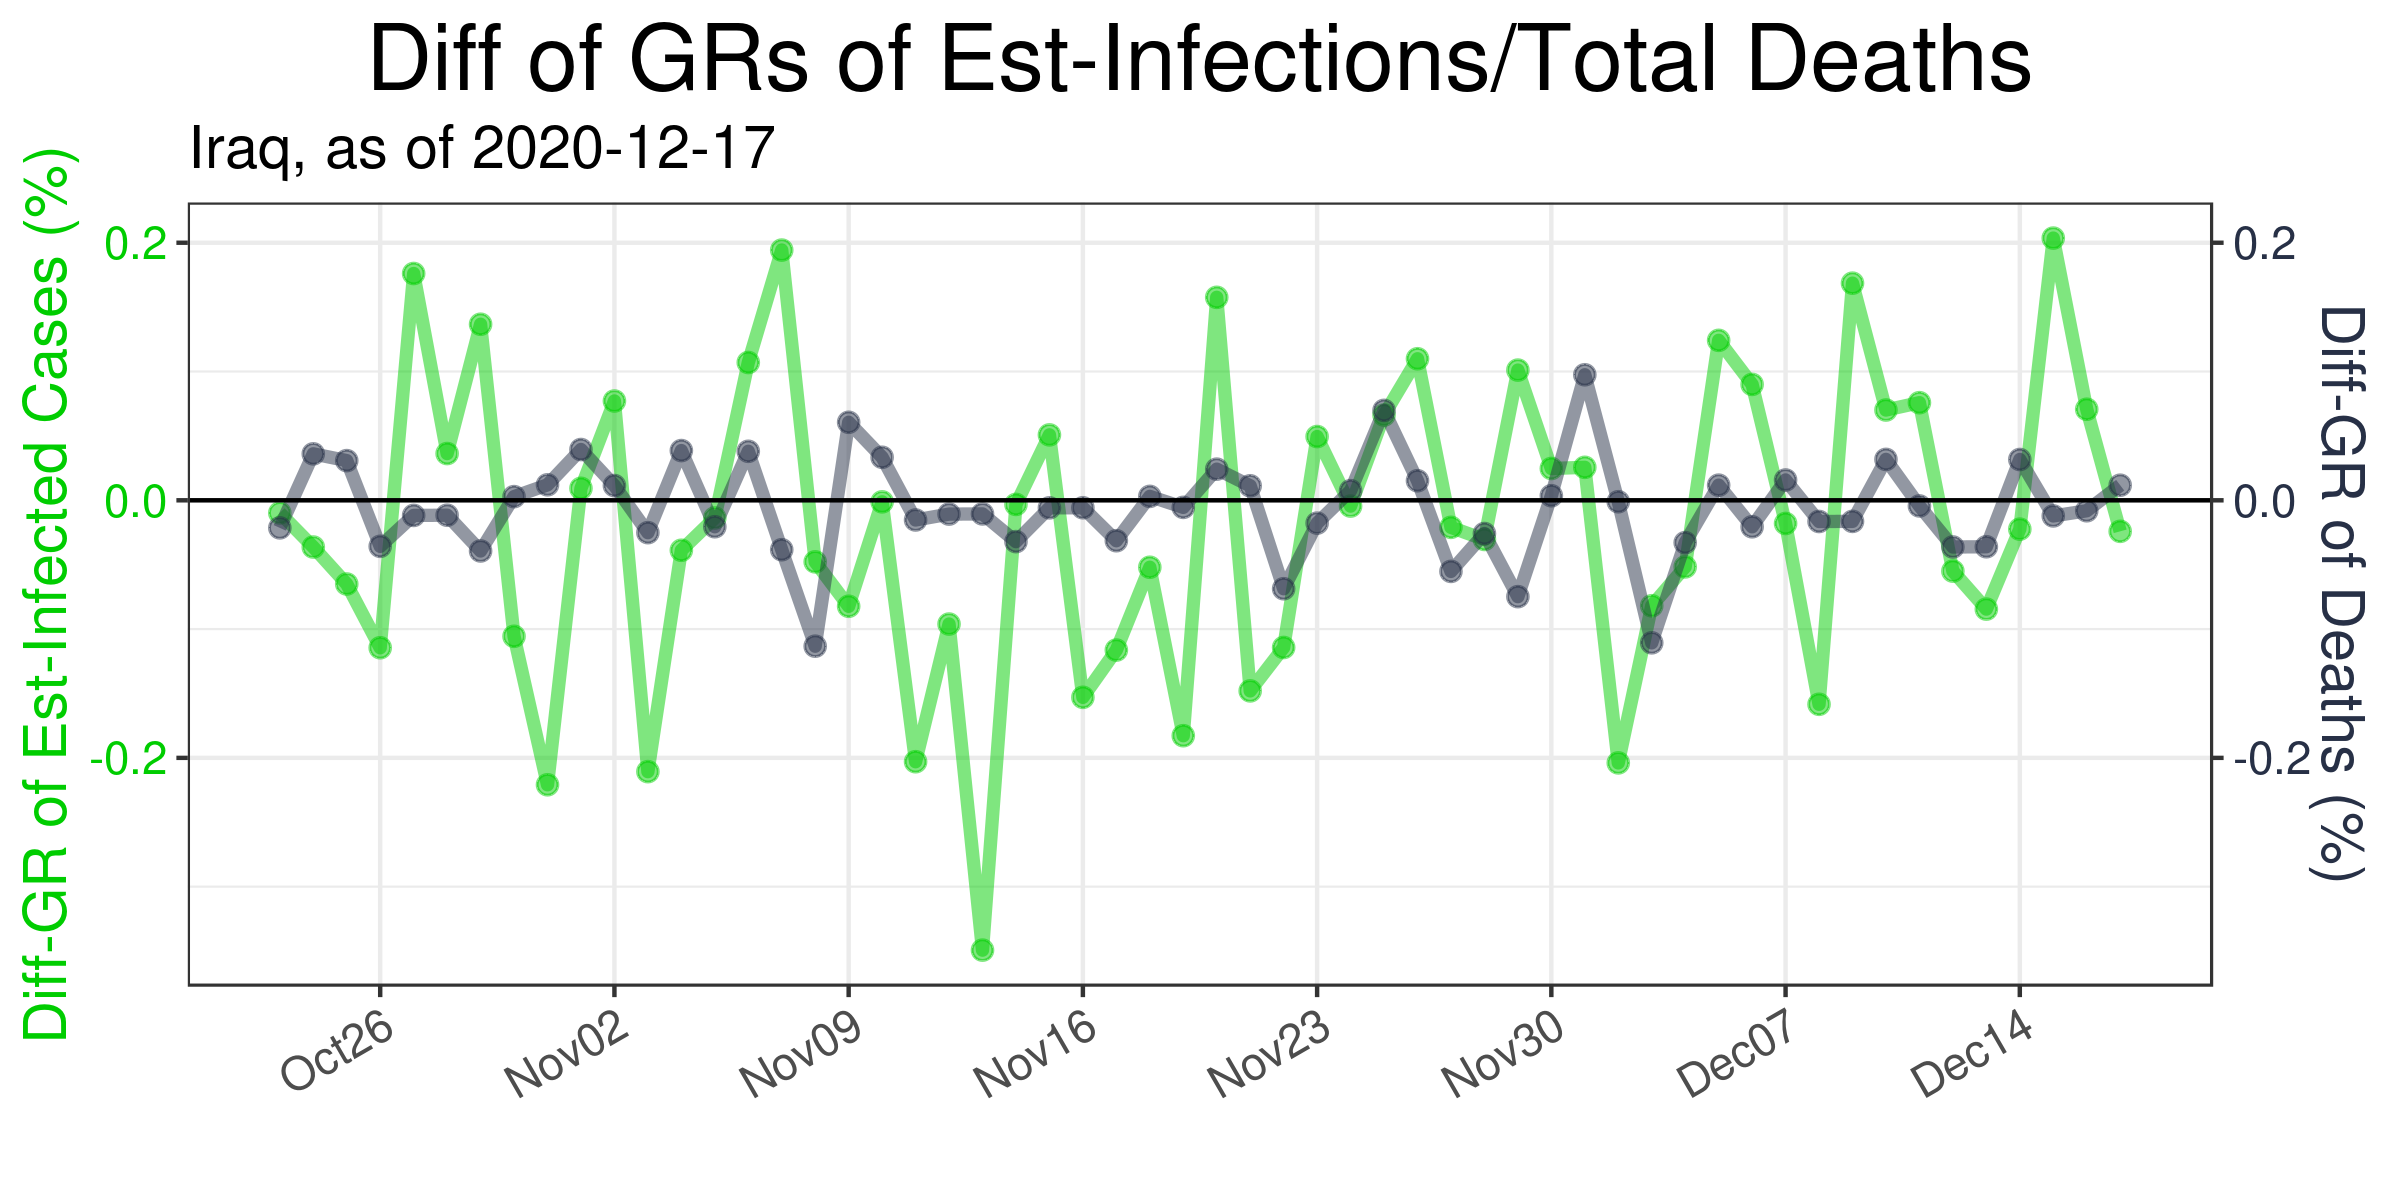 Diff of GRs of Est-Infections/Total Deaths
Iraq, as of 2020-12-17
Diff-GR of Est-Infected Cases (%)
0.2
0.0
-0.2
0.2
0.0
-0.2
Diff-GR of Deaths (%)
Oct26
Nov02
Nov09
Nov16
Nov23
Nov30
Dec07
Dec14